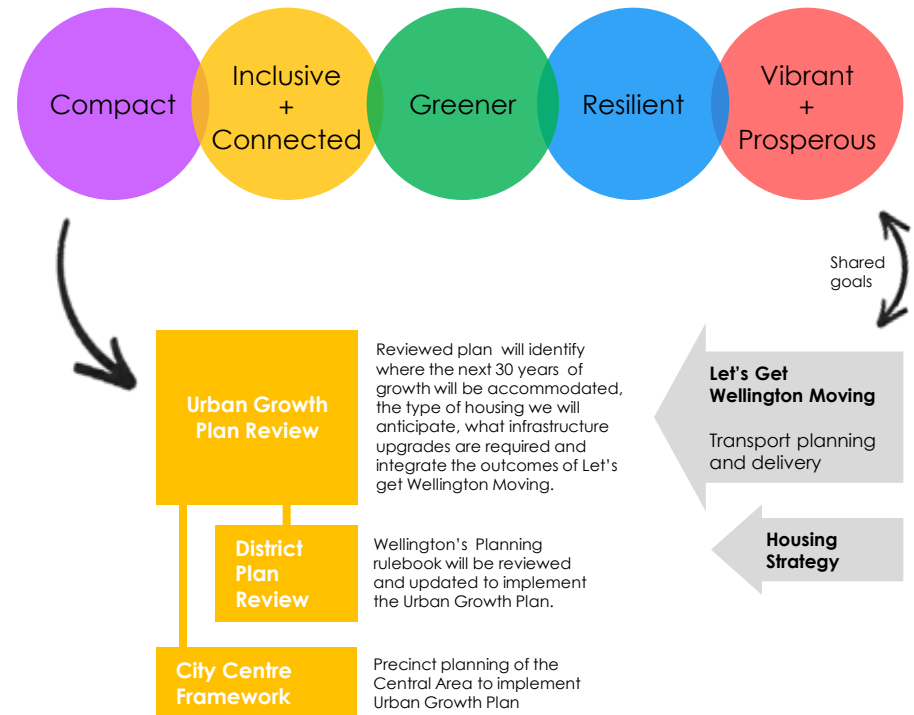 Compact
Inclusive
+
Connected
Greener
Resilient
Vibrant
+
Prosperous
Shared
goals
Urban Growth
Plan Review
Reviewed plan will identify
where the next 30 years of
growth will be accommodated,
the type of housing we will
anticipate, what infrastructure
upgrades are required and
integrate the outcomes of Let's
get Wellington Moving.
Let's Get
Wellington Moving
Transport planning
and delivery
District
Plan
Review
Wellington's Planning
rulebook will be reviewed
and updated to implement
the Urban Growth Plan.
Housing
Strategy
City Centre
Framework
Precinct planning of the
Central Area to implement
Urban Growth Plan